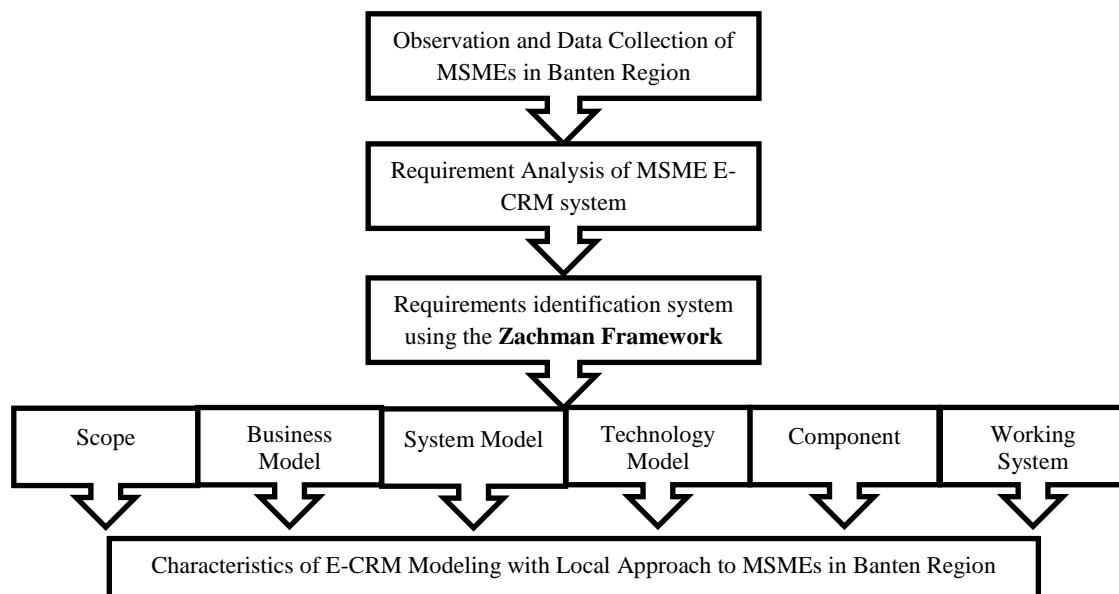 Observation and Data Collection of
MSMEs in Banten Region
Requirement Analysis of MSME E-
CRM system
Requirements identification system
using the Zachman Framework
Scope
Business
Model
System Model
Technology
Model
Component
Working
System
Characteristics of E-CRM Modeling with Local Approach to MSMEs in Banten Region